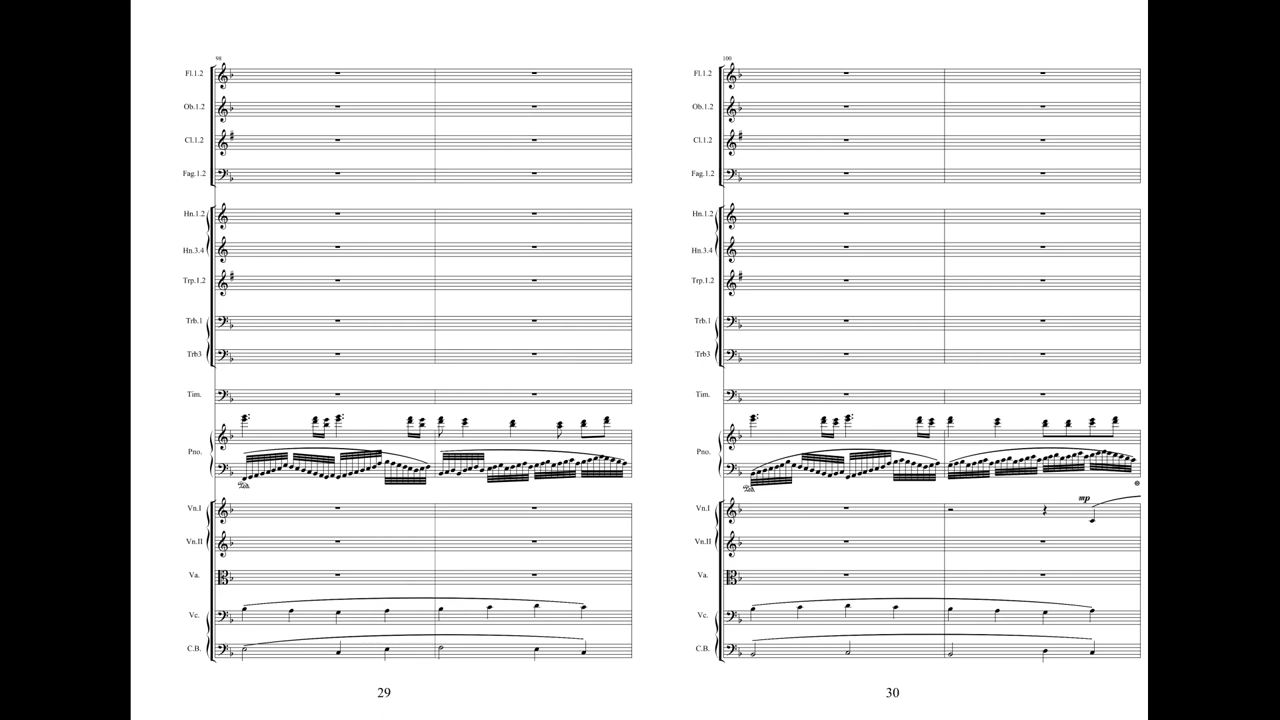 98
Fl.1.2
Ob.1.2
Cl.1.2
Fag.1.2
Hn.1.2
Hn.3.4
Trp.1.2
Trb.1
Trb3
Tim.
Pno.
Vn.I
Vn.II
Va.
Vc.
C.B.
29
100
Fl.1.2
Ob.1.2
Cl.1.2
Fag.1.2
Hn.1.2
Hn.3.4
Trp.1.2
Trb.1
Trb3
Tim.
Pno.
mp
Vn.I
Vn.II
Va.
Vc.
C.B.
30